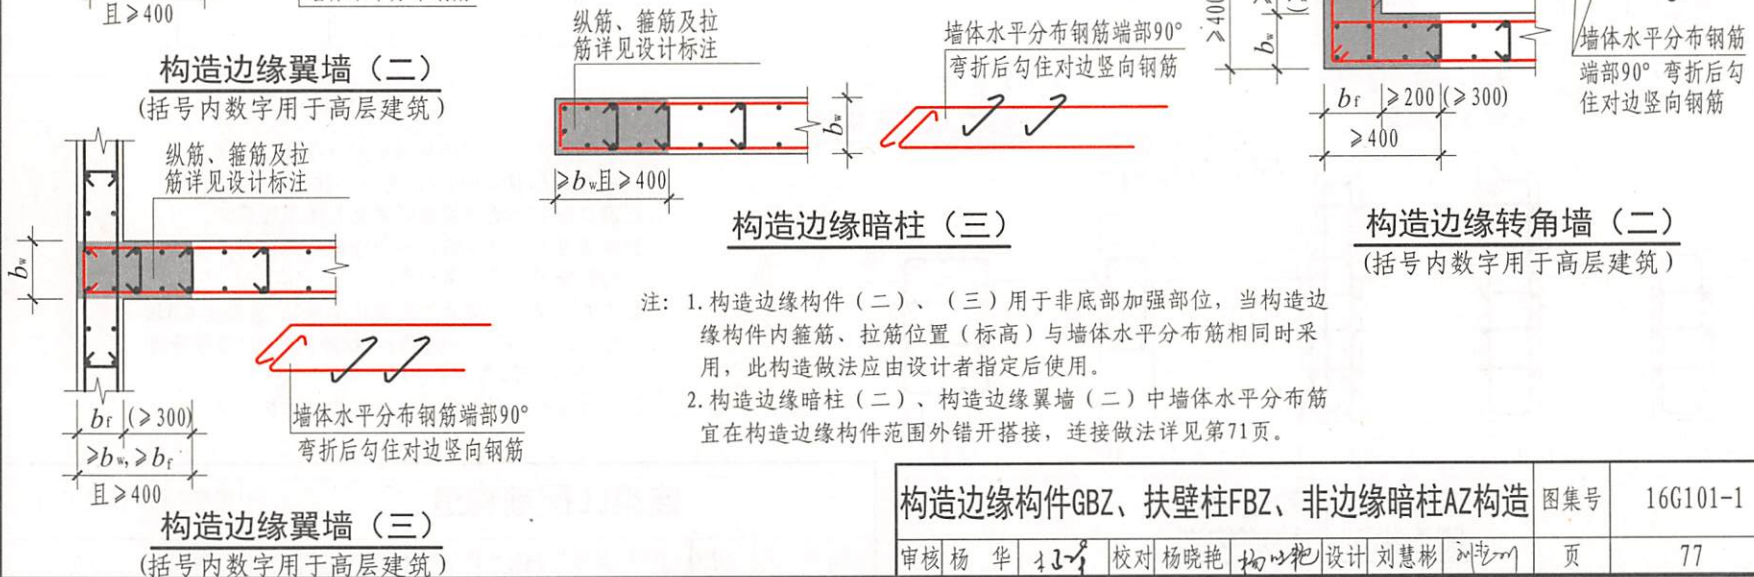 且≥400
构造边缘翼墙（二）
(括号内数字用于高层建筑)
纵筋、箍筋及拉
筋详见设计标注
bw
bf
(≥300)
≥bw,≥bf
且≥400
墙体水平分布钢筋端部90°
弯折后勾住对边竖向钢筋
构造边缘翼墙（三）
(括号内数字用于高层建筑)
纵筋、箍筋及拉
筋详见设计标注
bw
≥bw且≥400
墙体水平分布钢筋端部90°
弯折后勾住对边竖向钢筋
构造边缘暗柱（三）
≥400
bw
bf
≥200
(≥300)
≥400
墙体水平分布钢筋
端部90° 弯折后勾
住对边竖向钢筋
构造边缘转角墙（二）
(括号内数字用于高层建筑)
注： 1.构造边缘构件（二）、（三）用于非底部加强部位，当构造边
缘构件内箍筋、拉筋位置（标高）与墙体水平分布筋相同时采
用，此构造做法应由设计者指定后使用。
2.构造边缘暗柱（二）、构造边缘翼墙（二）中墙体水平分布筋
宜在构造边缘构件范围外错开搭接，连接做法详见第71页。
构造边缘构件GBZ、扶壁柱FBZ、非边缘暗柱AZ构造 图集号 16G101-1
审核 杨 华 校对 杨晓艳 设计 刘慧彬 页 77